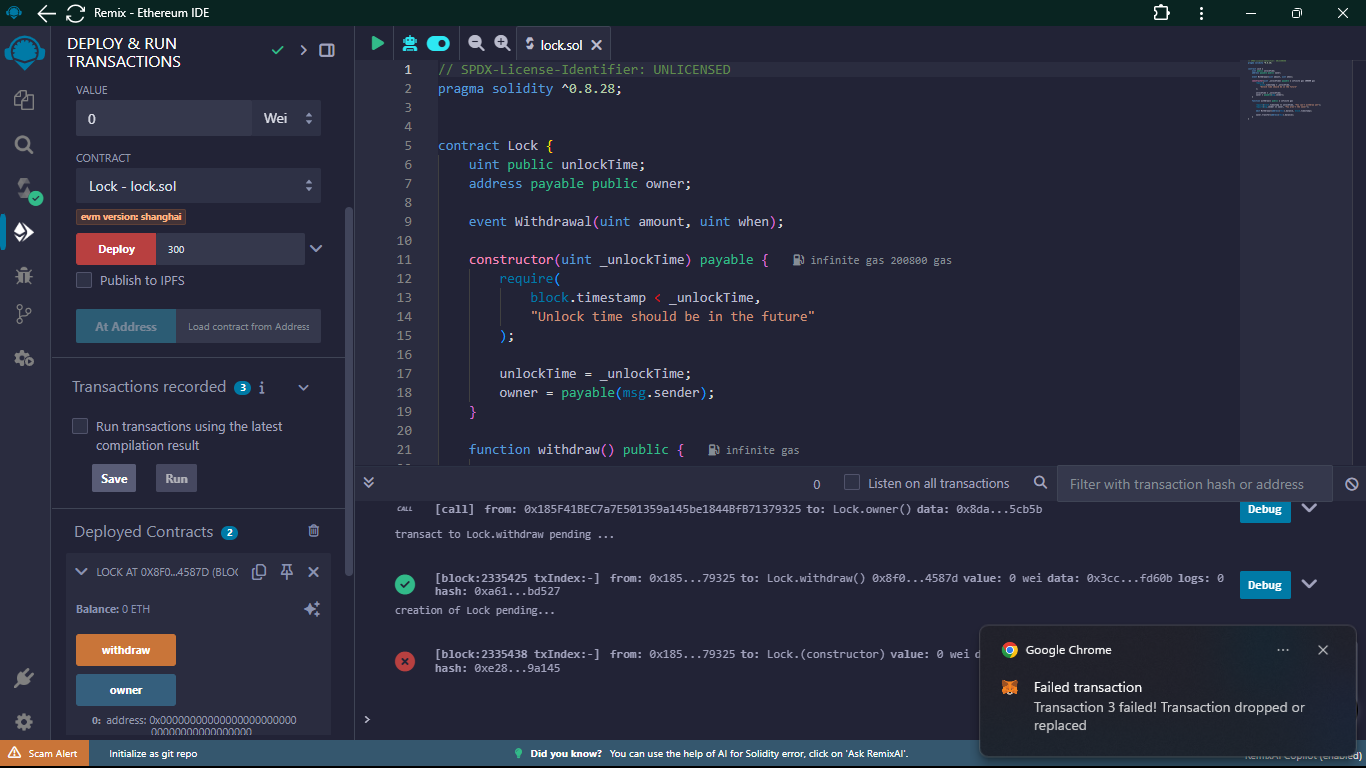 Remix - Ethereum IDE
DEPLOY & RUN
TRANSACTIONS
VALUE
0
Wei
CONTRACT
Lock - lock.sol
evm version: shanghai
Deploy
300
Publish to IPFS
At Address
Load contract from Address
Transactions recorded 3 i
Run transactions using the latest
compilation result
Save
Run
Deployed Contracts 2
LOCK AT 0X8F0...4587D (BLOC
Balance: 0 ETH
withdraw
owner
0: address: 0x00000000000000000000000
00000000000000000
lock.sol
1 // SPDX-License-Identifier: UNLICENSED
2 pragma solidity ^0.8.28;
3
4
5 contract Lock {
6 uint public unlockTime;
7 address payable public owner;
8
9 event Withdrawal(uint amount, uint when);
10
11 constructor(uint _unlockTime) payable { infinite gas 200800 gas
12 require(
13 block.timestamp < _unlockTime,
14 "Unlock time should be in the future"
15 );
16
17 unlockTime = _unlockTime;
18 owner = payable(msg.sender);
19 }
20
21 function withdraw() public { infinite gas
0
Listen on all transactions
Filter with transaction hash or address
CALL [call] from: 0x185F41BEC7a7E501359a145be1844BfB71379325 to: Lock.owner() data: 0x8da...5cb5b
Debug
transact to Lock.withdraw pending ...
[block:2335425 txIndex:-] from: 0x185...79325 to: Lock.withdraw() 0x8f0...4587d value: 0 wei data: 0x3cc...fd60b logs: 0
hash: 0xa61...bd527
Debug
creation of Lock pending...
[block:2335438 txIndex:-] from: 0x185...79325 to: Lock.(constructor) value: 0 wei d
hash: 0xe28...9a145
>
Google Chrome
Failed transaction
Transaction 3 failed! Transaction dropped or
replaced
Scam Alert
Initialize as git repo
Did you know? You can use the help of AI for Solidity error, click on 'Ask RemixAI'.
RemixAI Copilot (enabled)